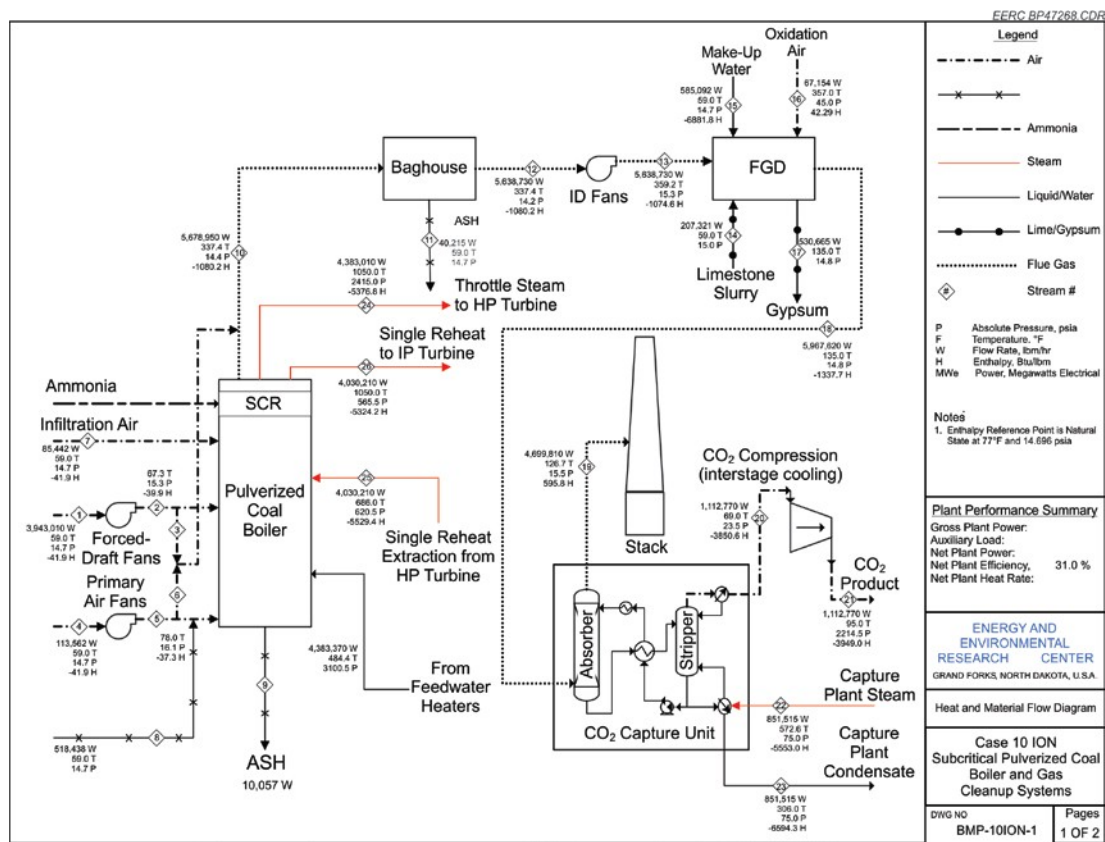 EERC BP47268.CDR
Legend
Air
Ammonia
Steam
Liquid/Water
Lime/Gypsum
Flue Gas
#
Stream #
P Absolute Pressure, psia
F Temperature, °F
W Flow Rate, lbm/hr
H Enthalpy, Btu/lbm
MWe Power, Megawatts Electrical
Notes
1. Enthalpy Reference Point is Natural
State at 77°F and 14.696 psia
Plant Performance Summary
Gross Plant Power:
Auxiliary Load:
Net Plant Power:
Net Plant Efficiency, 31.0 %
Net Plant Heat Rate:
ENERGY AND
ENVIRONMENTAL
RESEARCH CENTER
GRAND FORKS, NORTH DAKOTA, U.S.A.
Heat and Material Flow Diagram
Case 10 ION
Subcritical Pulverized Coal
Boiler and Gas
Cleanup Systems
DWG NO
BMP-10ION-1
Pages
1 OF 2
Make-Up
Water
585,092 W
59.0 T
14.7 P
-6881.8 H
15
Oxidation
Air
67,154 W
357.0 T
45.0 P
42.29 H
16
Baghouse
12
5,638,730 W
337.4 T
14.2 P
-1080.2 H
ID Fans
13
5,638,730 W
359.2 T
15.3 P
-1074.6 H
FGD
10
5,678,950 W
337.4 T
14.4 P
-1080.2 H
ASH
11
40,215 W
59.0 T
14.7 P
207,321 W
59.0 T
15.0 P
14
Limestone
Slurry
530,665 W
135.0 T
14.8 P
17
Gypsum
4,383,010 W
1050.0 T
2415.0 P
-5376.8 H
24
Throttle Steam
to HP Turbine
Single Reheat
to IP Turbine
26
4,030,210 W
1050.0 T
565.5 P
-5324.2 H
18
5,967,620 W
135.0 T
14.8 P
-1337.7 H
Ammonia
SCR
Infiltration Air
7
85,442 W
59.0 T
14.7 P
-41.9 H
67.3 T
15.3 P
-39.9 H
Pulverized
Coal
Boiler
1
2
3
3,943,010 W
59.0 T
14.7 P
-41.9 H
Forced-
Draft Fans
25
4,030,210 W
686.0 T
620.5 P
-5529.4 H
Single Reheat
Extraction from
HP Turbine
Primary
Air Fans
6
4
5
113,562 W
59.0 T
14.7 P
-41.9 H
78.0 T
16.1 P
-37.3 H
4,383,370 W
484.4 T
3100.5 P
From
Feedwater
Heaters
9
8
518,438 W
59.0 T
14.7 P
ASH
10,057 W
4,699,810 W
126.7 T
15.5 P
595.8 H
19
Stack
CO₂ Compression
(interstage cooling)
1,112,770 W
69.0 T
23.5 P
-3850.6 H
20
CO₂
Product
21
1,112,770 W
95.0 T
2214.5 P
-3949.0 H
Absorber
Stripper
CO₂ Capture Unit
Capture
Plant Steam
22
851,515 W
572.6 T
75.0 P
-5553.0 H
Capture
Plant
Condensate
23
851,515 W
306.0 T
75.0 P
-6594.3 H